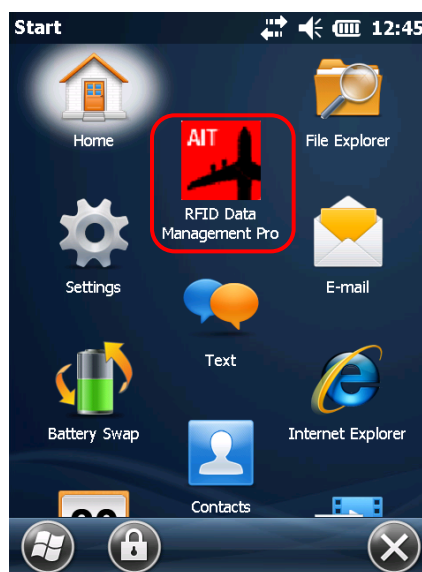 Start 12:45
Home
AIT
RFID Data
Management Pro
File Explorer
Settings
Text
E-mail
Battery Swap
Contacts
Internet Explorer